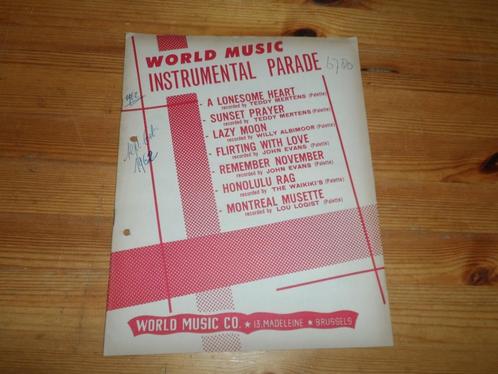 WORLD MUSIC
INSTRUMENTAL PARADE
- A LONESOME HEART
recorded by TEDDY MERTENS (Palette)
- SUNSET PRAYER
recorded by TEDDY MERTENS (Palette)
- LAZY MOON
recorded by WILLY ALBIMOOR (Palette)
- FLIRTING WITH LOVE
recorded by JOHN EVANS (Palette)
- REMEMBER NOVEMBER
recorded by JOHN EVANS (Palette)
- HONOLULU RAG
recorded by THE WAIKIKI'S (Palette)
- MONTREAL MUSETTE
recorded by LOU LOGIST (Palette)
1962
WORLD MUSIC CO. ★ 13, MADELEINE ★ BRUSSELS